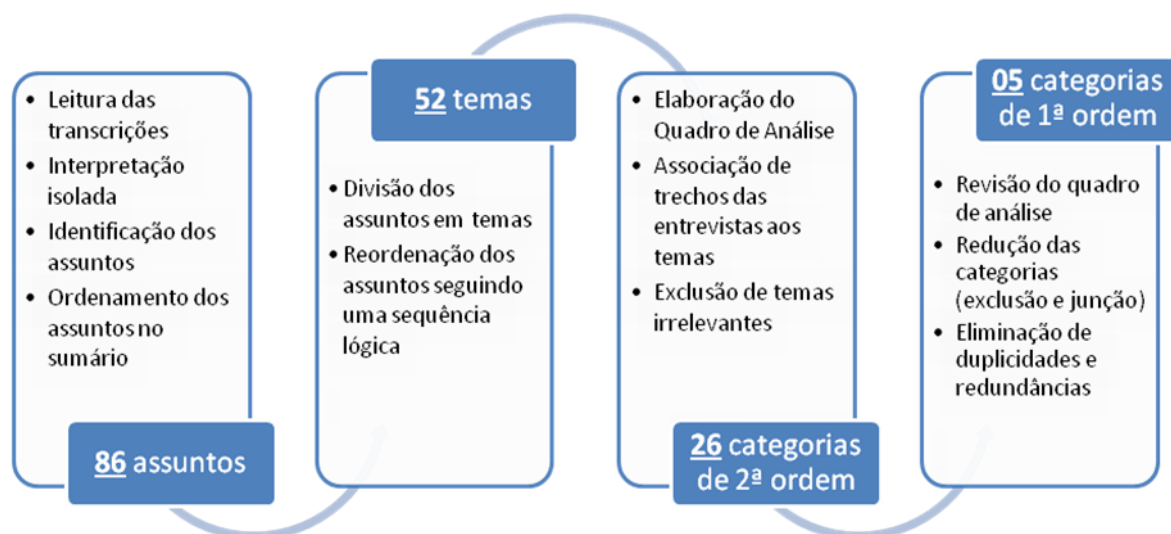 • Leitura das
transcrições
• Interpretação
isolada
• Identificação dos
assuntos
• Ordenamento dos
assuntos no
sumário
86 assuntos
52 temas
• Divisão dos
assuntos em temas
• Reordenação dos
assuntos seguindo
uma sequência
lógica
• Elaboração do
Quadro de Análise
• Associação de
trechos das
entrevistas aos
temas
• Exclusão de temas
irrelevantes
26 categorias
de 2ª ordem
05 categorias
de 1ª ordem
• Revisão do quadro
de análise
• Redução das
categorias
(exclusão e junção)
• Eliminação de
duplicidades e
redundâncias